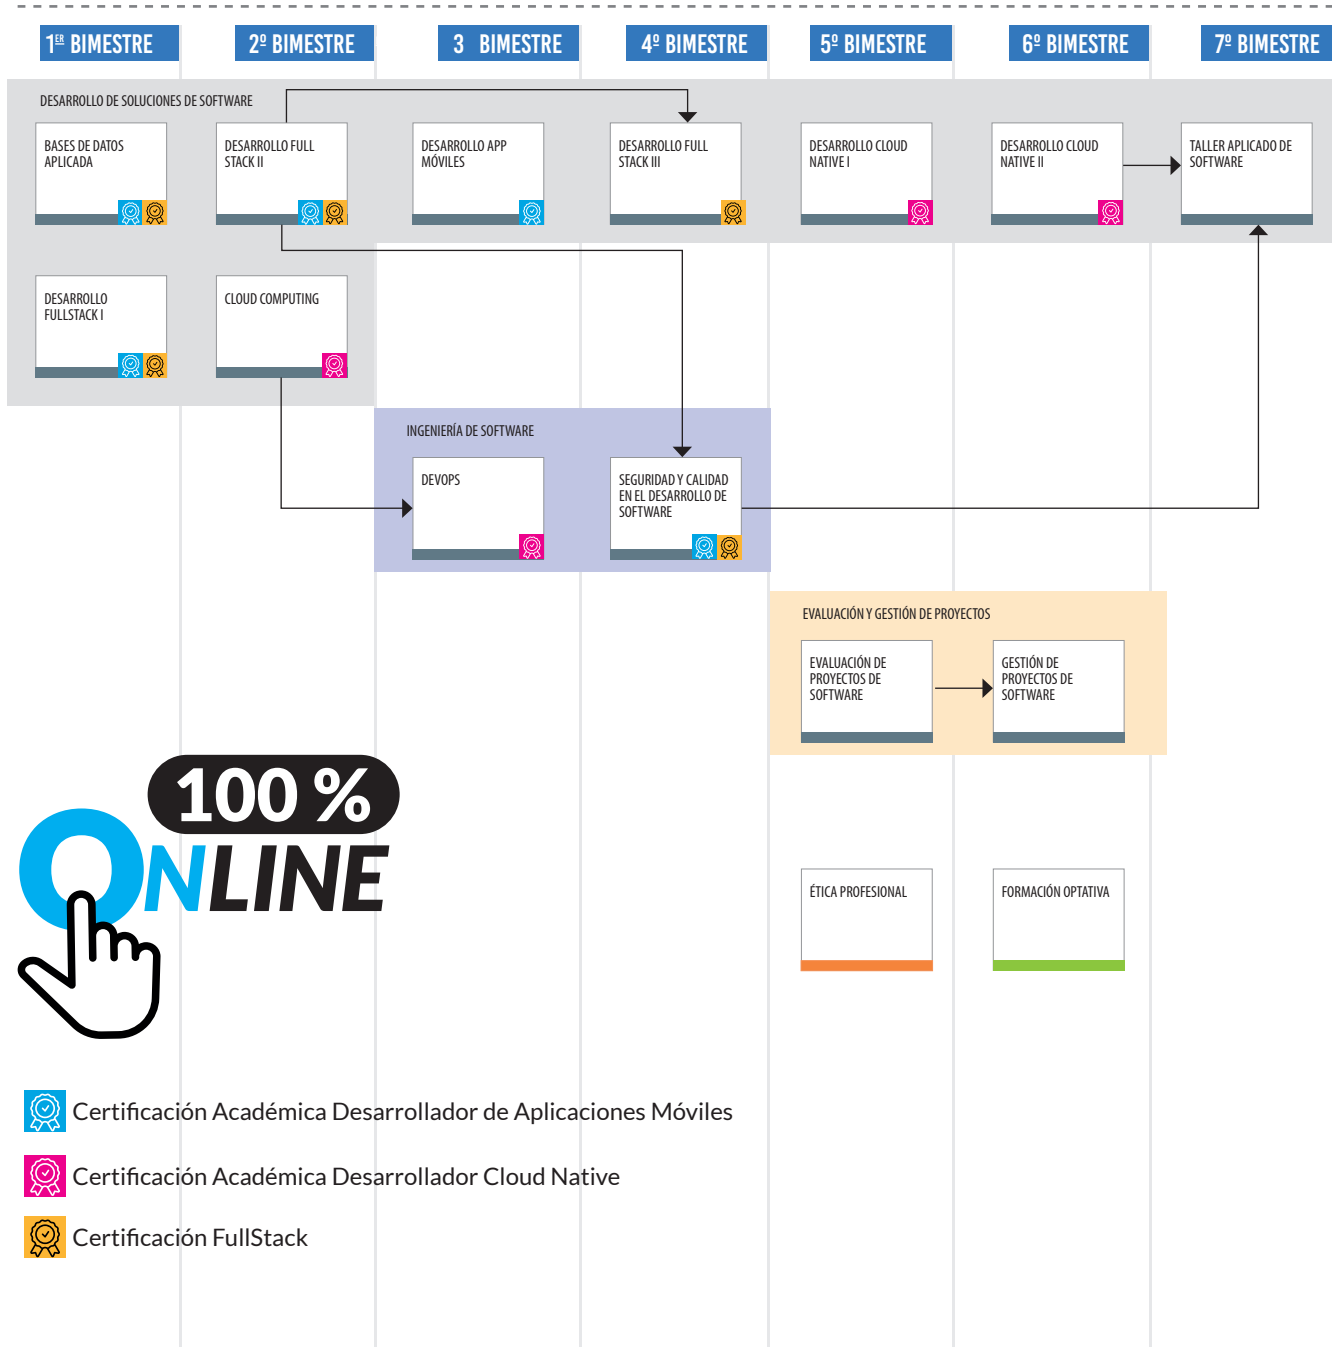 1ER BIMESTRE
2º BIMESTRE
3 BIMESTRE
4º BIMESTRE
5º BIMESTRE
6º BIMESTRE
7º BIMESTRE
DESARROLLO DE SOLUCIONES DE SOFTWARE
BASES DE DATOS
APLICADA
DESARROLLO FULL
STACK II
DESARROLLO APP
MÓVILES
DESARROLLO FULL
STACK III
DESARROLLO CLOUD
NATIVE I
DESARROLLO CLOUD
NATIVE II
TALLER APLICADO DE
SOFTWARE
DESARROLLO
FULLSTACK I
CLOUD COMPUTING
INGENIERÍA DE SOFTWARE
DEVOPS
SEGURIDAD Y CALIDAD
EN EL DESARROLLO DE
SOFTWARE
EVALUACIÓN Y GESTIÓN DE PROYECTOS
EVALUACIÓN DE
PROYECTOS DE
SOFTWARE
GESTIÓN DE
PROYECTOS DE
SOFTWARE
100 %
ONLINE
ÉTICA PROFESIONAL
FORMACIÓN OPTATIVA
Certificación Académica Desarrollador de Aplicaciones Móviles
Certificación Académica Desarrollador Cloud Native
Certificación FullStack